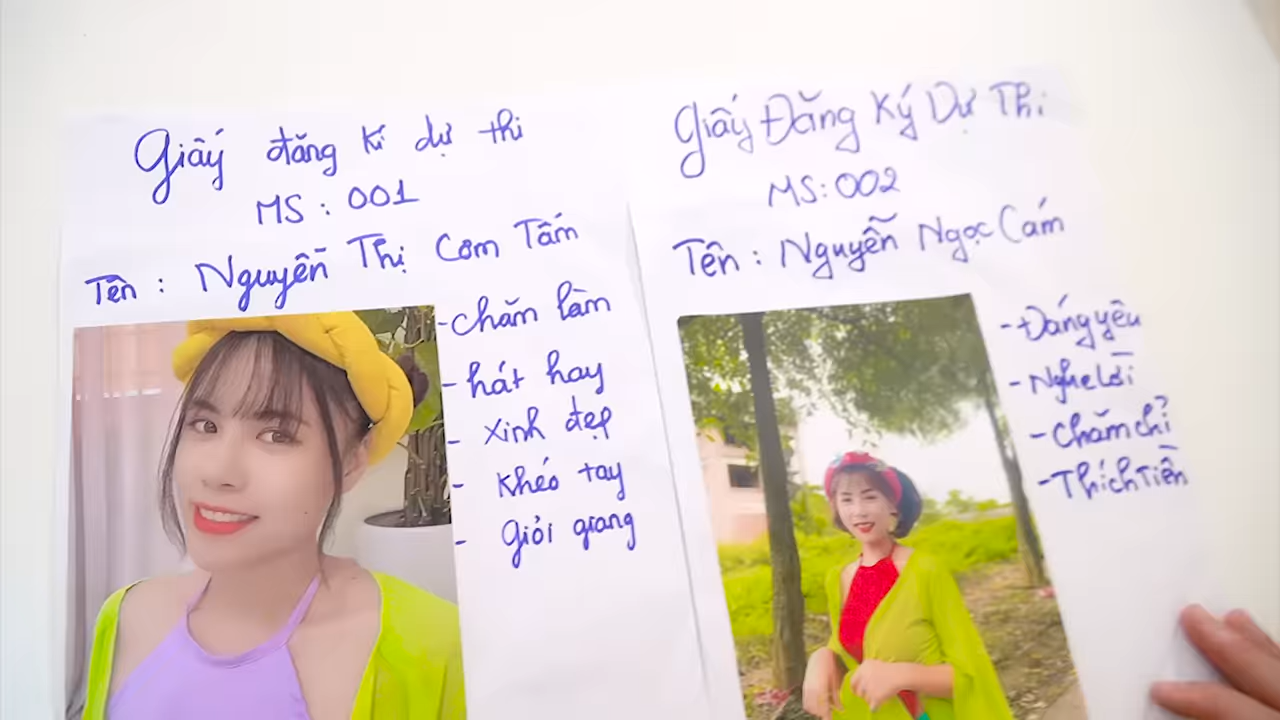 Giấy đăng kí dự thi
MS : 001
Tên : Nguyễn Thị Cơm Tấm
- chăm làm
- hát hay
- xinh đẹp
- khéo tay
- giỏi giang
Giấy Đăng Ký Dự Thi
MS: 002
Tên : Nguyễn Ngọc Cám
- Đáng yêu
- Nghe Lời
- Chăm chỉ
- Thích Tiền